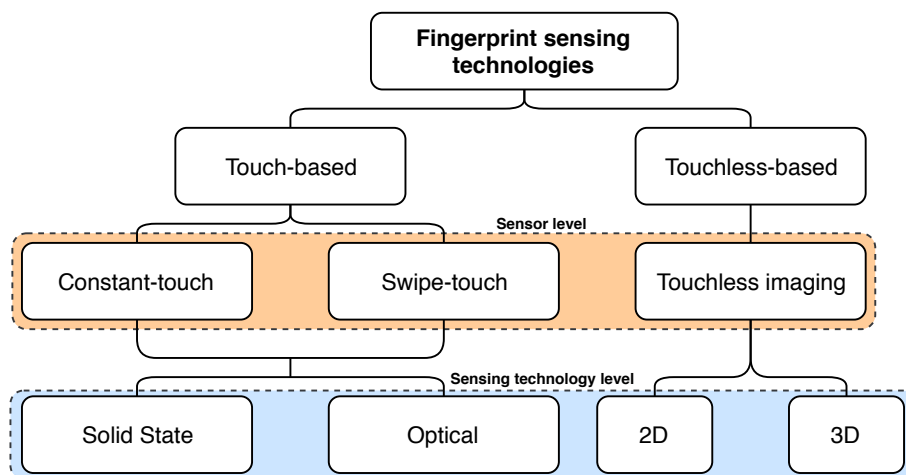 Fingerprint sensing
technologies
Touch-based
Touchless-based
Sensor level
Constant-touch
Swipe-touch
Touchless imaging
Sensing technology level
Solid State
Optical
2D
3D